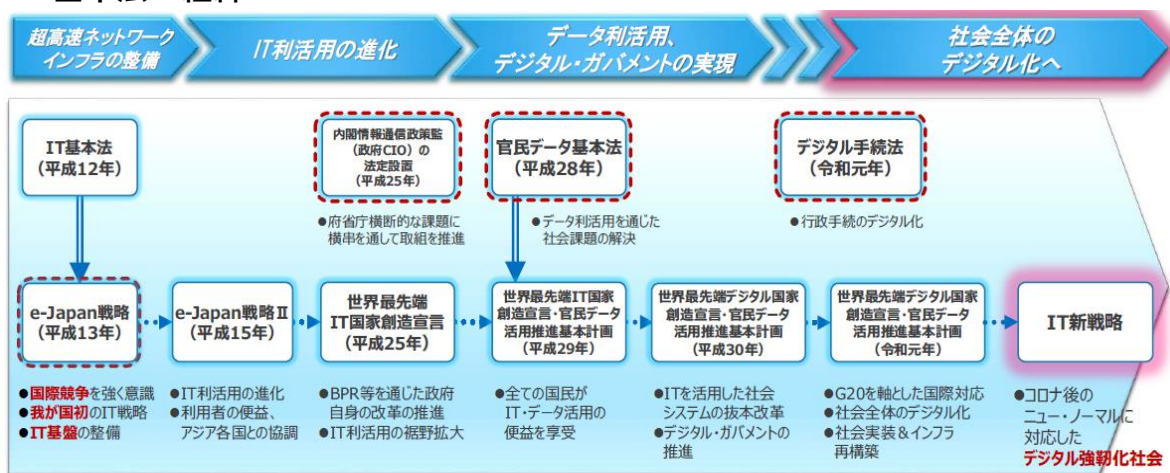 超高速ネットワーク
インフラの整備
IT利活用の進化
データ利活用、
デジタル・ガバメントの実現
社会全体の
デジタル化へ
IT基本法
(平成12年)
内閣情報通信政策監
(政府CIO)の
法定設置
(平成25年)
官民データ基本法
(平成28年)
デジタル手続法
(令和元年)
●府省庁横断的な課題に
横串を通して取組を推進
●データ利活用を通じた
社会課題の解決
●行政手続のデジタル化
e-Japan戦略
(平成13年)
e-Japan戦略Ⅱ
(平成15年)
世界最先端
IT国家創造宣言
(平成25年)
世界最先端IT国家
創造宣言・官民データ
活用推進基本計画
(平成29年)
世界最先端デジタル国家
創造宣言・官民データ
活用推進基本計画
(平成30年)
世界最先端デジタル国家
創造宣言・官民データ
活用推進基本計画
(令和元年)
IT新戦略
●国際競争を強く意識
●我が国初のIT戦略
●IT基盤の整備
●IT利活用の進化
●利用者の便益、
アジア各国との協調
●BPR等を通じた政府
自身の改革の推進
●IT利活用の裾野拡大
●全ての国民が
IT・データ活用の
便益を享受
●ITを活用した社会
システムの抜本改革
●デジタル・ガバメントの
推進
●G20を軸とした国際対応
●社会全体のデジタル化
●社会実装&インフラ
再構築
●コロナ後の
ニュー・ノーマルに
対応した
デジタル強靭化社会